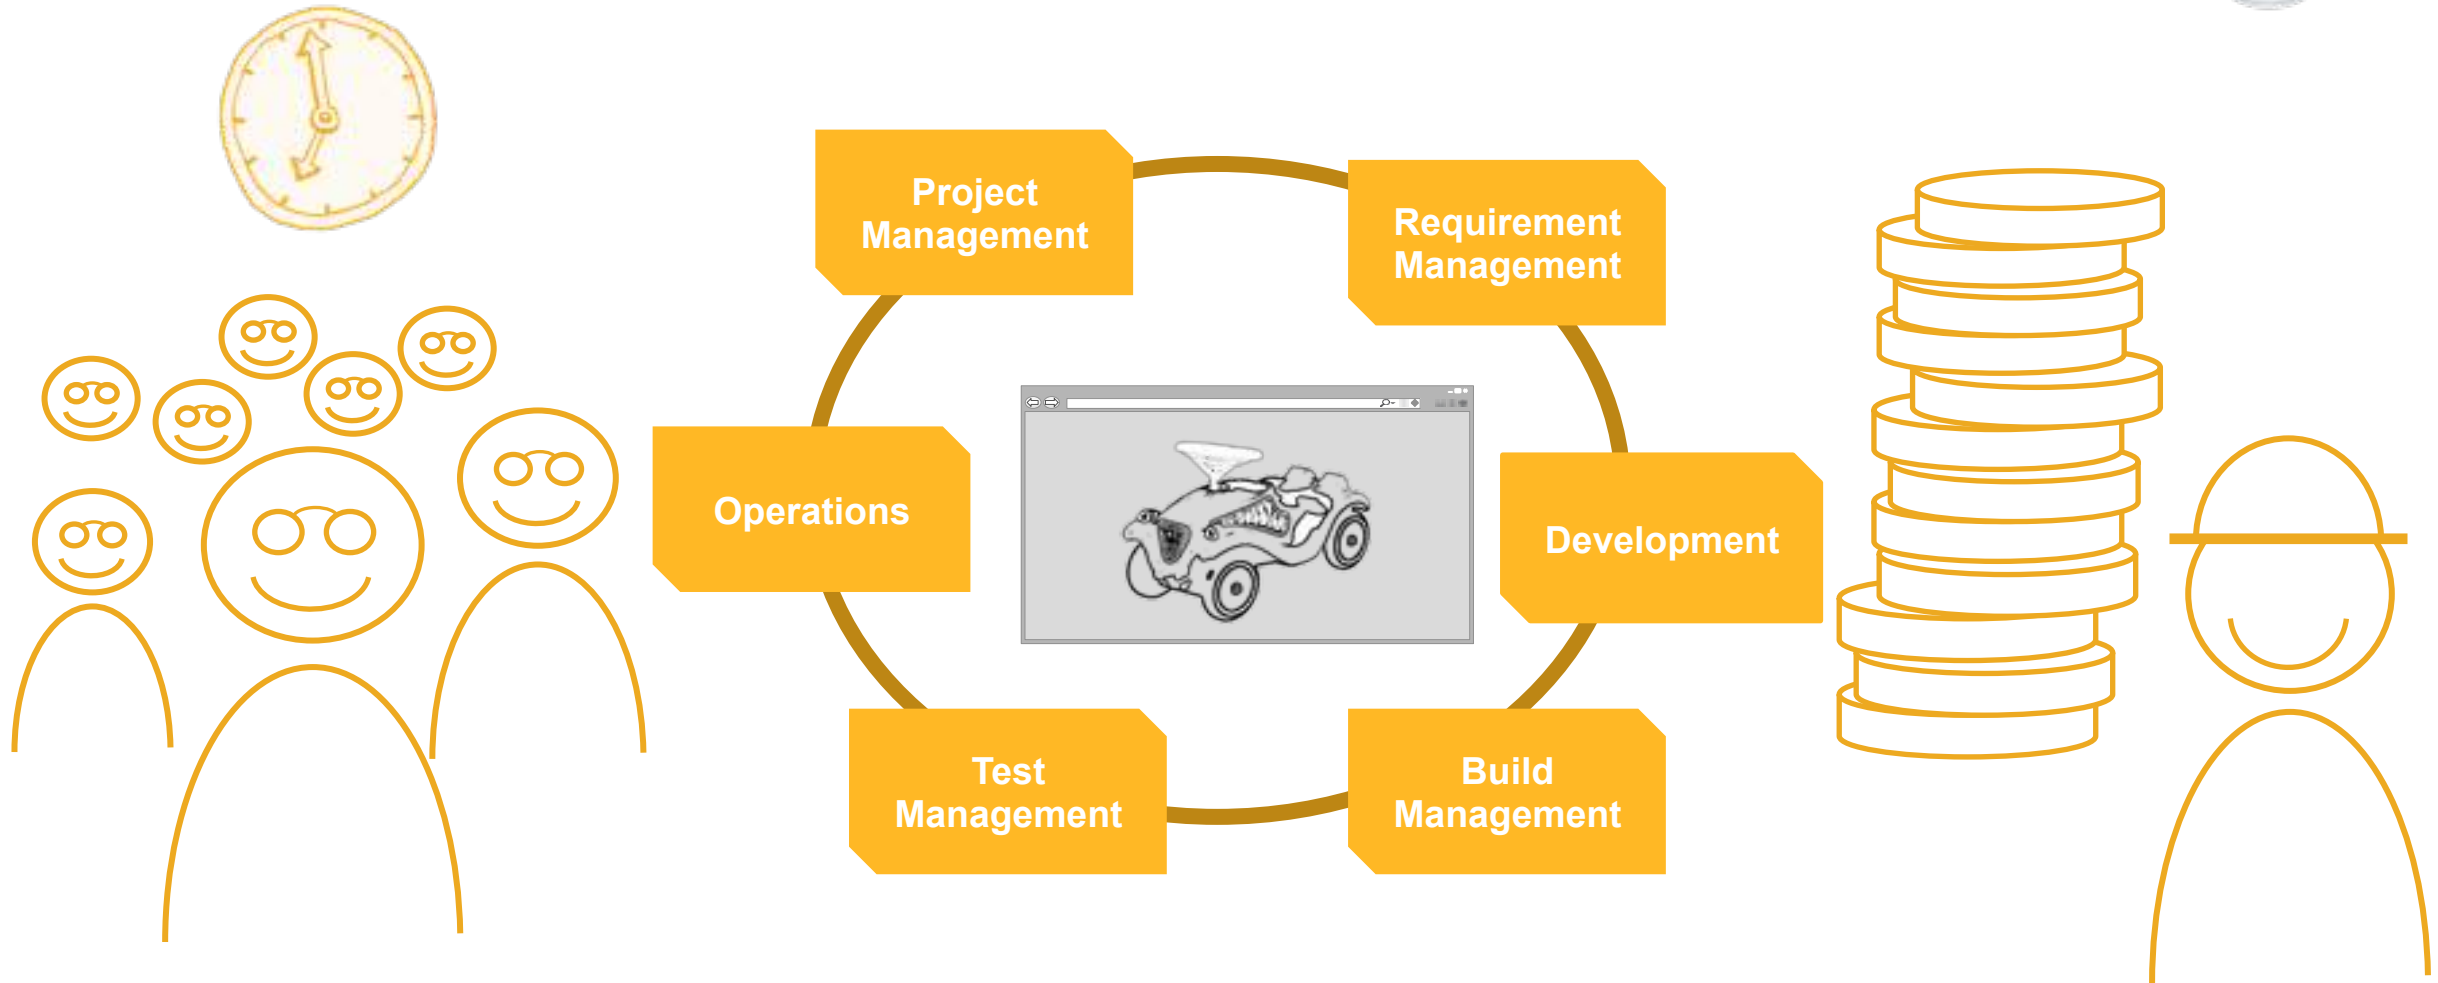 Project
Management
Requirement
Management
Operations
Development
Test
Management
Build
Management